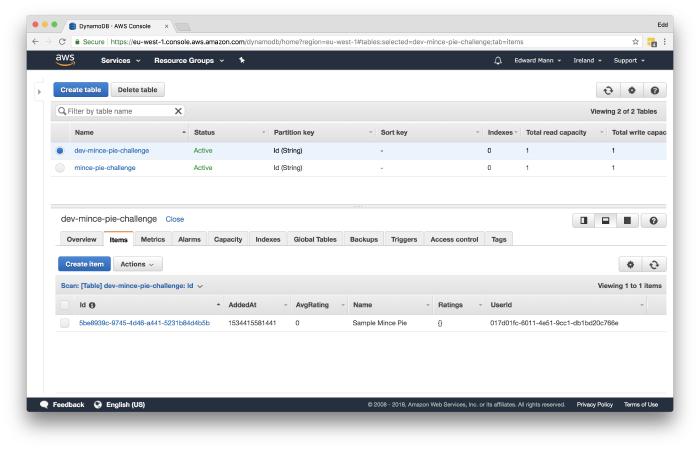 DynamoDB · AWS Console
Edd
Secure https://eu-west-1.console.aws.amazon.com/dynamodb/home?region=eu-west-1#tables:selected=dev-mince-pie-challenge;tab=items
aws Services Resource Groups Edward Mann Ireland Support
Create table Delete table
Filter by table name Viewing 2 of 2 Tables
Name Status Partition key Sort key Indexes Total read capacity Total write capac
dev-mince-pie-challenge Active Id (String) - 0 1 1
mince-pie-challenge Active Id (String) - 0 1 1
dev-mince-pie-challenge Close
Overview Items Metrics Alarms Capacity Indexes Global Tables Backups Triggers Access control Tags
Create item Actions
Scan: [Table] dev-mince-pie-challenge: Id Viewing 1 to 1 items
Id AddedAt AvgRating Name Ratings UserId
5be8939c-9745-4d46-a441-5231b84d4b5b 1534415581441 0 Sample Mince Pie {} 017d01fc-6011-4e51-9cc1-db1bd20c766e
Feedback English (US) © 2008 - 2018, Amazon Web Services, Inc. or its affiliates. All rights reserved. Privacy Policy Terms of Use